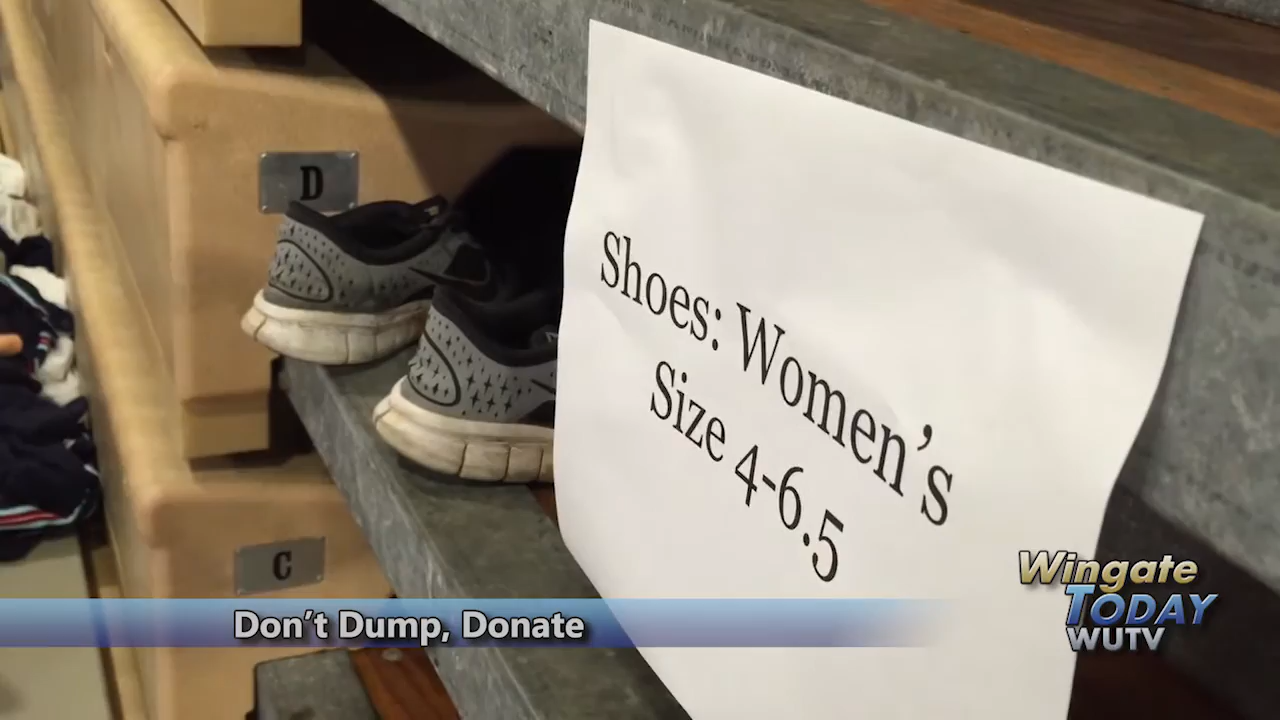 D
Shoes: Women's
Size 4-6.5
C
Don't Dump, Donate
Wingate
TODAY
WUTV